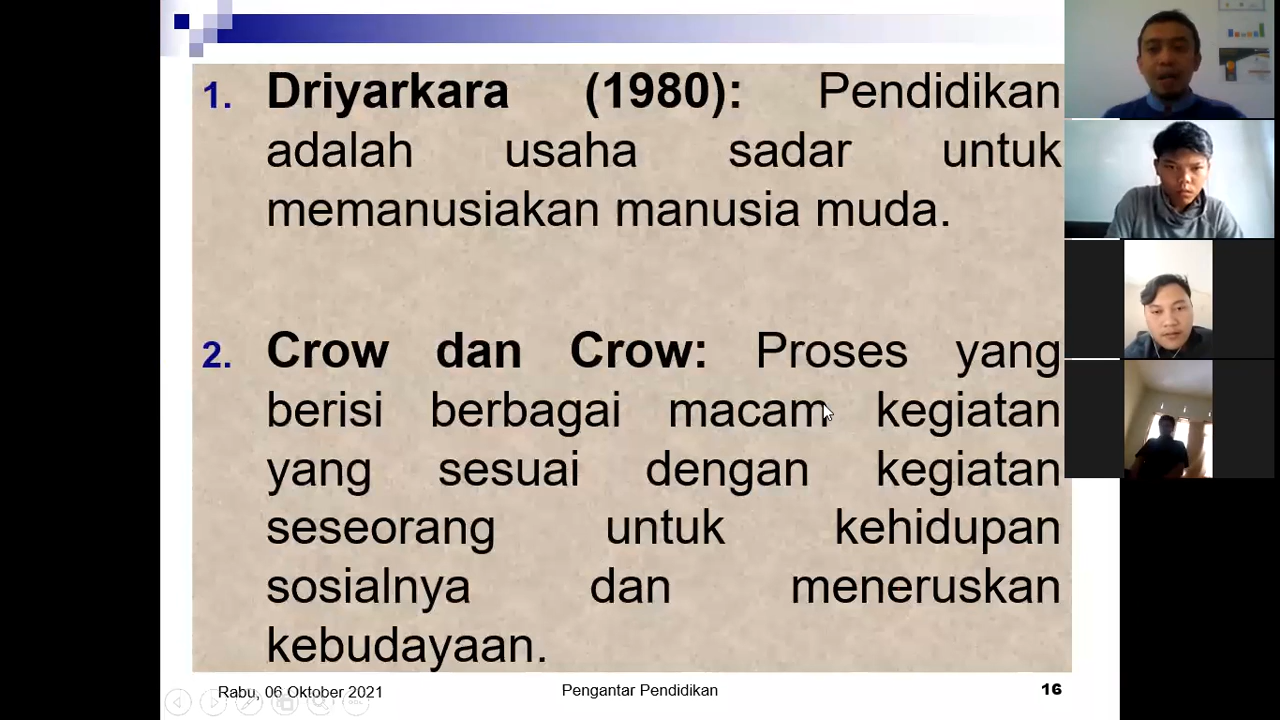 1. Driyarkara (1980): Pendidikan
adalah usaha sadar untuk
memanusiakan manusia muda.
2. Crow dan Crow: Proses yang
berisi berbagai macam kegiatan
yang sesuai dengan kegiatan
seseorang untuk kehidupan
sosialnya dan meneruskan
kebudayaan.
Rabu, 06 Oktober 2021
Pengantar Pendidikan
16